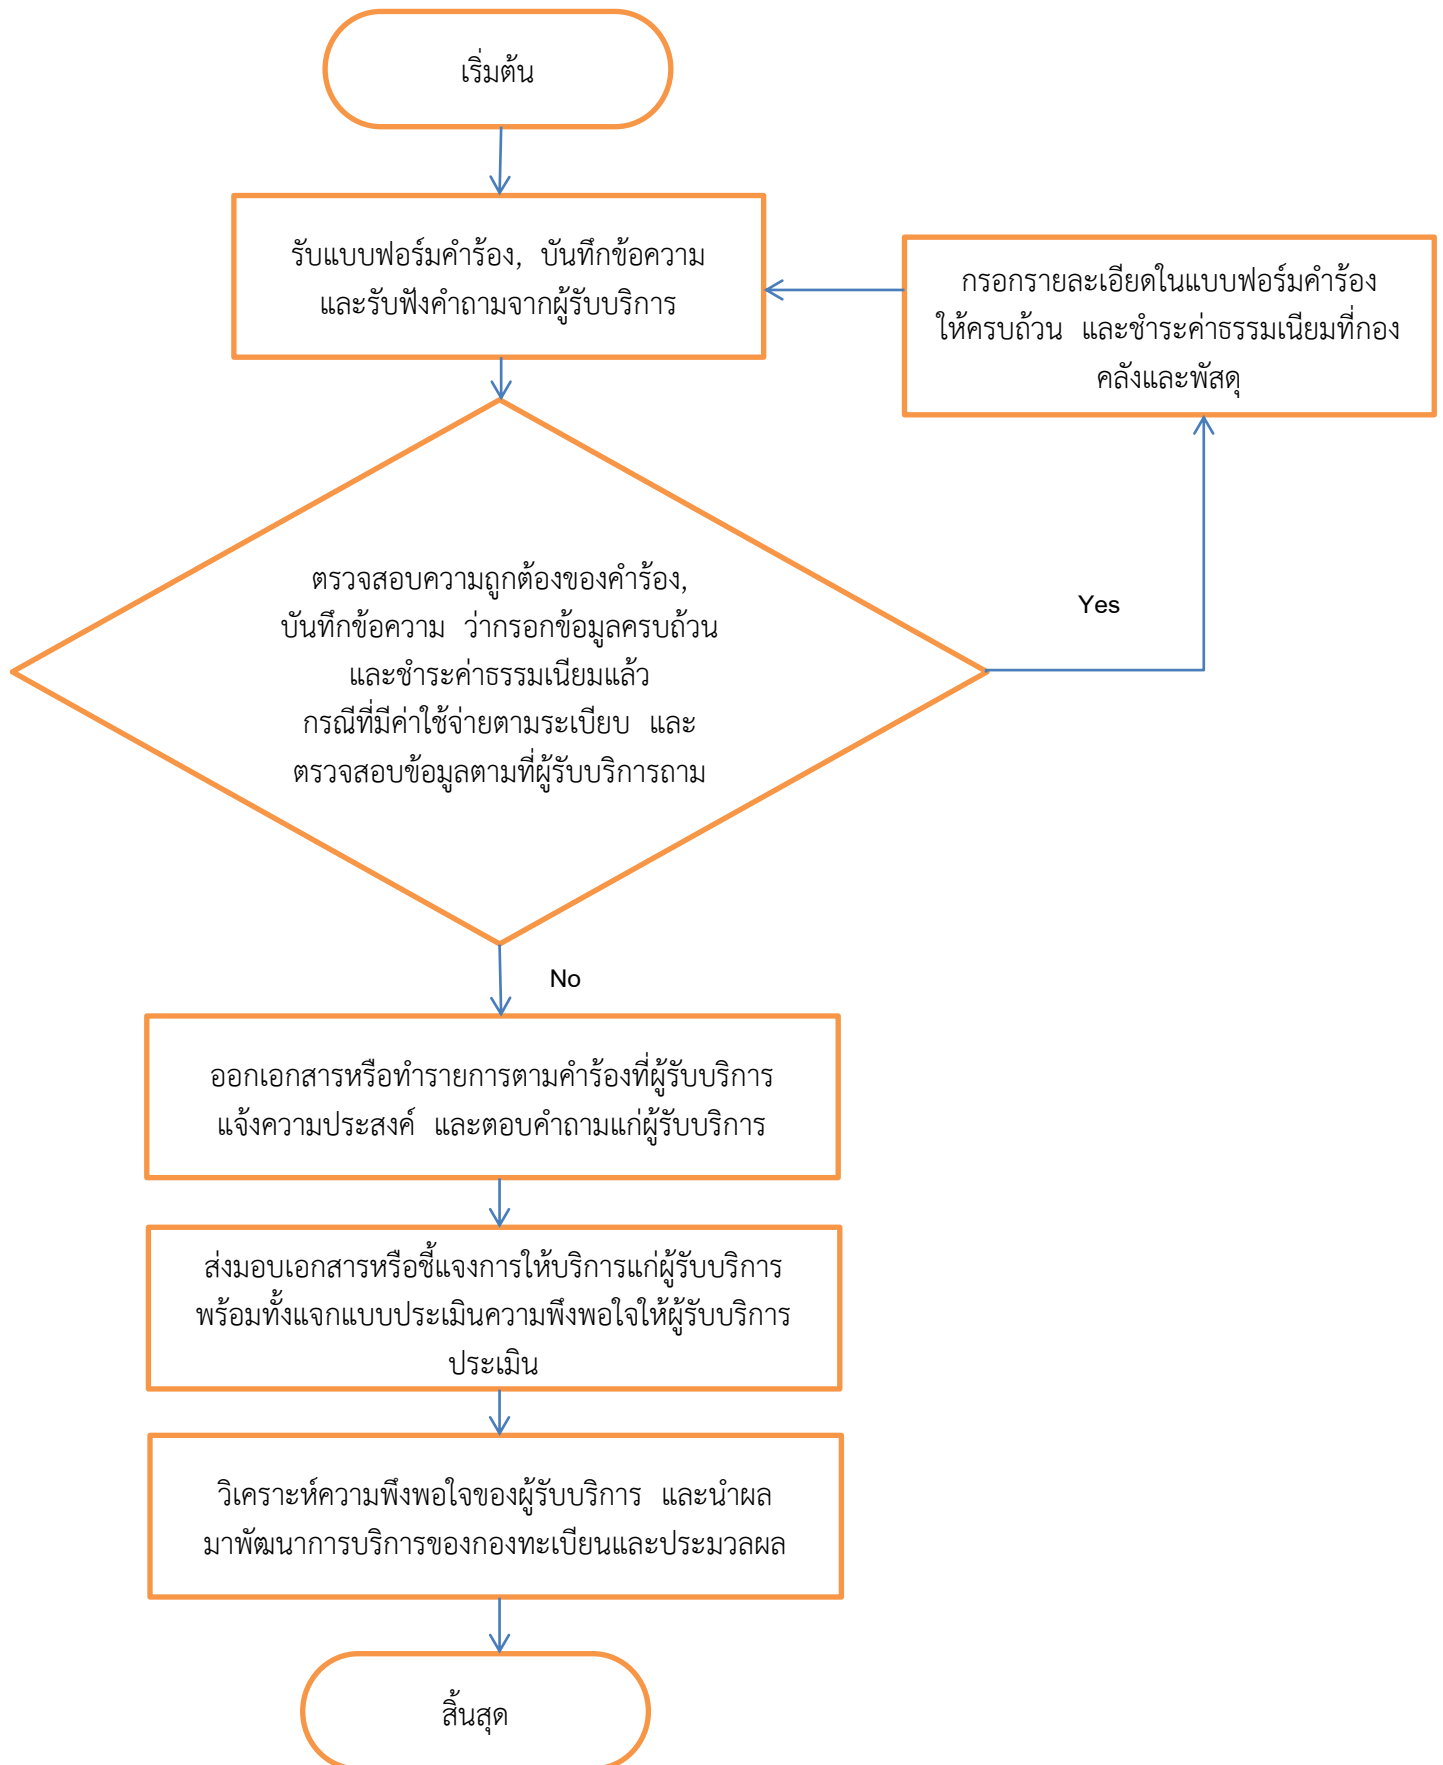 เริ่มต้น
รับแบบฟอร์มคำร้อง, บันทึกข้อความ
และรับฟังคำถามจากผู้รับบริการ
กรอกรายละเอียดในแบบฟอร์มคำร้อง
ให้ครบถ้วน และชำระค่าธรรมเนียมที่กอง
คลังและพัสดุ
ตรวจสอบความถูกต้องของคำร้อง,
บันทึกข้อความ ว่ากรอกข้อมูลครบถ้วน
และชำระค่าธรรมเนียมแล้ว
กรณีที่มีค่าใช้จ่ายตามระเบียบ และ
ตรวจสอบข้อมูลตามที่ผู้รับบริการถาม
Yes
No
ออกเอกสารหรือทำรายการตามคำร้องที่ผู้รับบริการ
แจ้งความประสงค์ และตอบคำถามแก่ผู้รับบริการ
ส่งมอบเอกสารหรือชี้แจงการให้บริการแก่ผู้รับบริการ
พร้อมทั้งแจกแบบประเมินความพึงพอใจให้ผู้รับบริการ
ประเมิน
วิเคราะห์ความพึงพอใจของผู้รับบริการ และนำผล
มาพัฒนาการบริการของกองทะเบียนและประมวลผล
สิ้นสุด